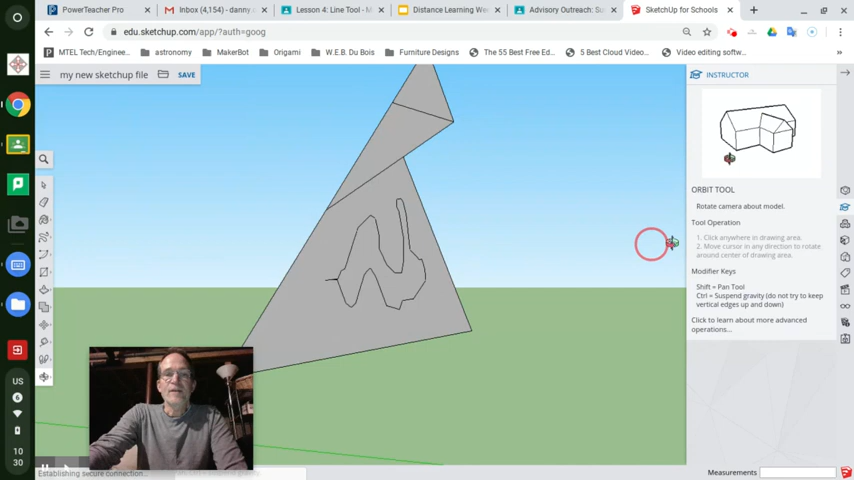 PowerTeacher Pro
Gmail Inbox (4,154) - danny c
Lesson 4: Line Tool - M
Distance Learning We
Advisory Outreach: Su
SketchUp for Schools
edu.sketchup.com/app/?auth=goog
MTEL Tech/Engine...
astronomy
MakerBot
Origami
W.E.B. Du Bois
Furniture Designs
The 55 Best Free Ed...
5 Best Cloud Video...
Video editing softw...
my new sketchup file
SAVE
INSTRUCTOR
ORBIT TOOL
Rotate camera about model.
Tool Operation
1. Click anywhere in drawing area.
2. Move cursor in any direction to rotate
around center of drawing area.
Modifier Keys
Shift = Pan Tool
Ctrl = Suspend gravity (do not try to keep
vertical edges up and down)
Click to learn about more advanced
operations...
US
6
10
30
Establishing secure connection...
Measurements